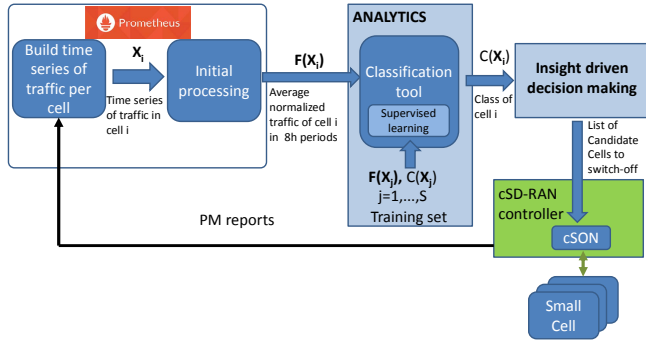 Prometheus
Build time
series of
traffic per
cell
Xi
Time series
of traffic in
cell i
Initial
processing
F(Xi)
Average
normalized
traffic of cell i
in 8h periods
ANALYTICS
Classification
tool
Supervised
learning
F(Xj), C(Xj)
j=1,...,S
Training set
C(Xi)
Class of
cell i
Insight driven
decision making
List of
Candidate
Cells to
switch-off
cSD-RAN
controller
cSON
PM reports
Small
Cell